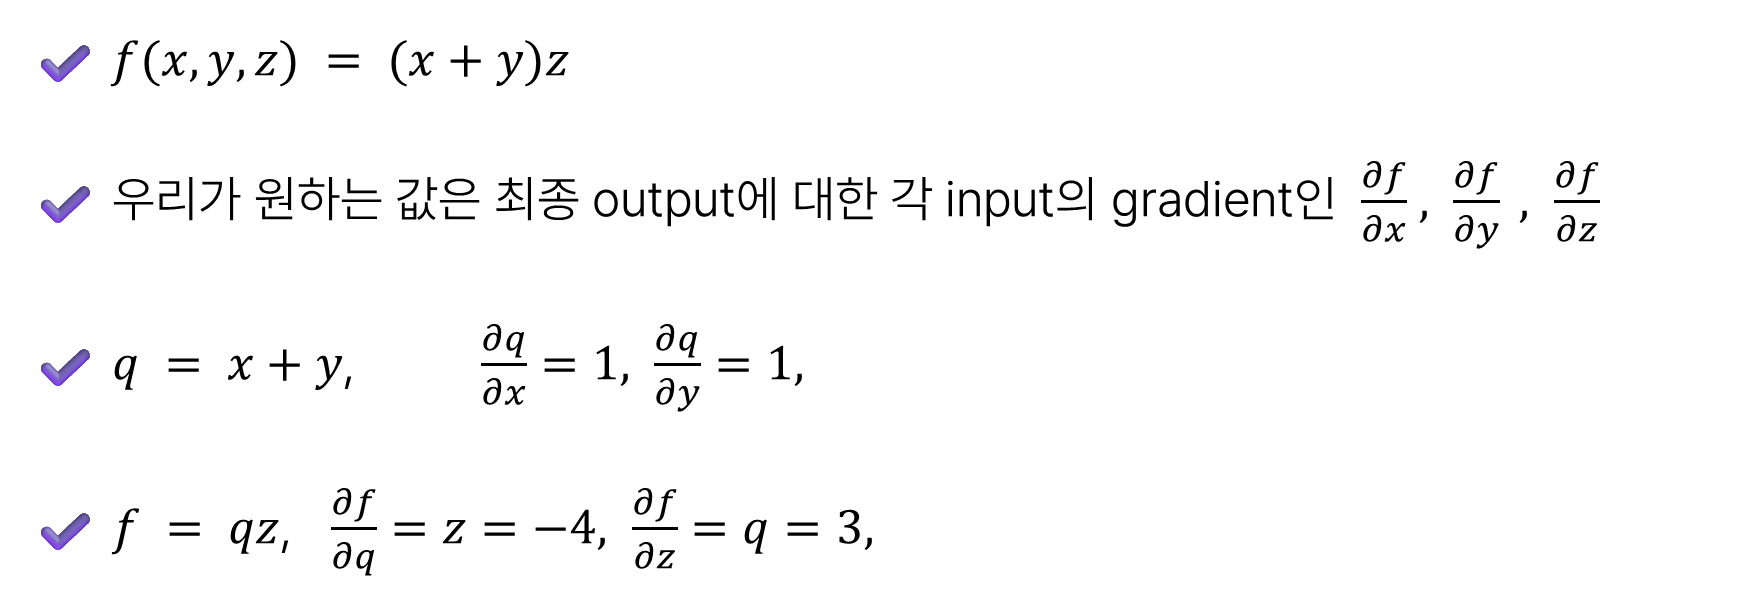 ✔ f(x, y, z) = (x + y)z
✔ 우리가 원하는 값은 최종 output에 대한 각 input의 gradient인 ∂f/∂x, ∂f/∂y, ∂f/∂z
✔ q = x + y, ∂q/∂x = 1, ∂q/∂y = 1,
✔ f = qz, ∂f/∂q = z = −4, ∂f/∂z = q = 3,